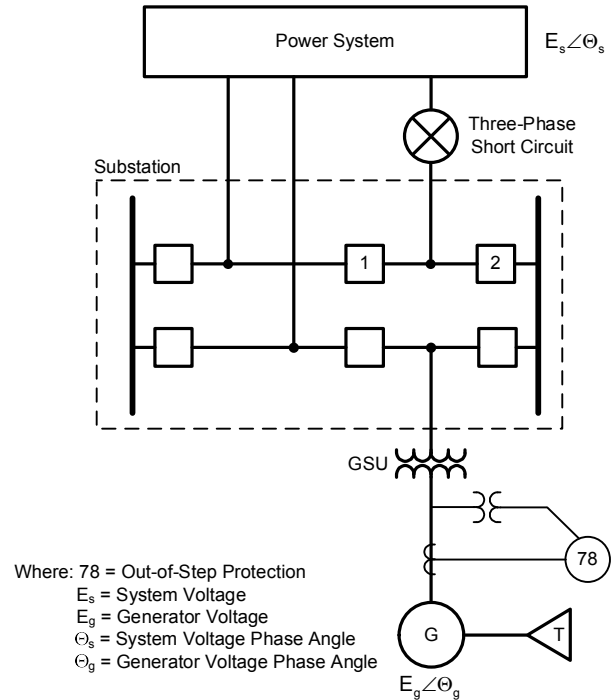 Power System
E_s∠Θ_s
Three-Phase
Short Circuit
Substation
1
2
GSU
78
Where: 78 = Out-of-Step Protection
E_s = System Voltage
E_g = Generator Voltage
Θ_s = System Voltage Phase Angle
Θ_g = Generator Voltage Phase Angle
G
T
E_g∠Θ_g